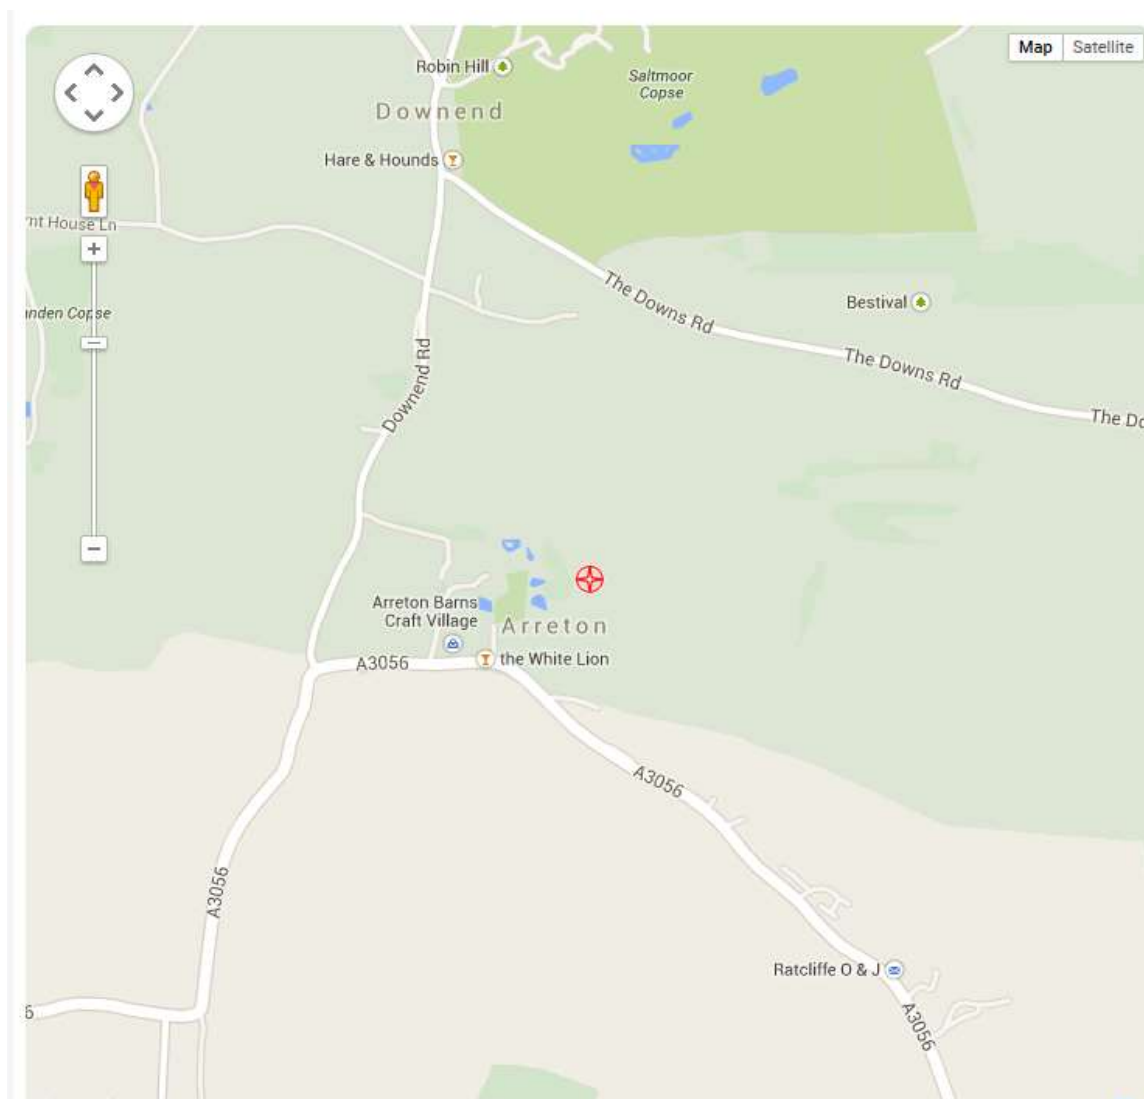 Map Satellite
Robin Hill
Saltmoor
Copse
Downend
Hare & Hounds
nt House Ln
The Downs Rd
Bestival
nden Copse
Downend Rd
The Downs Rd
The Do
Arreton Barns
Craft Village
Arreton
A3056
the White Lion
A3056
A3056
Ratcliffe O & J
6
A3056